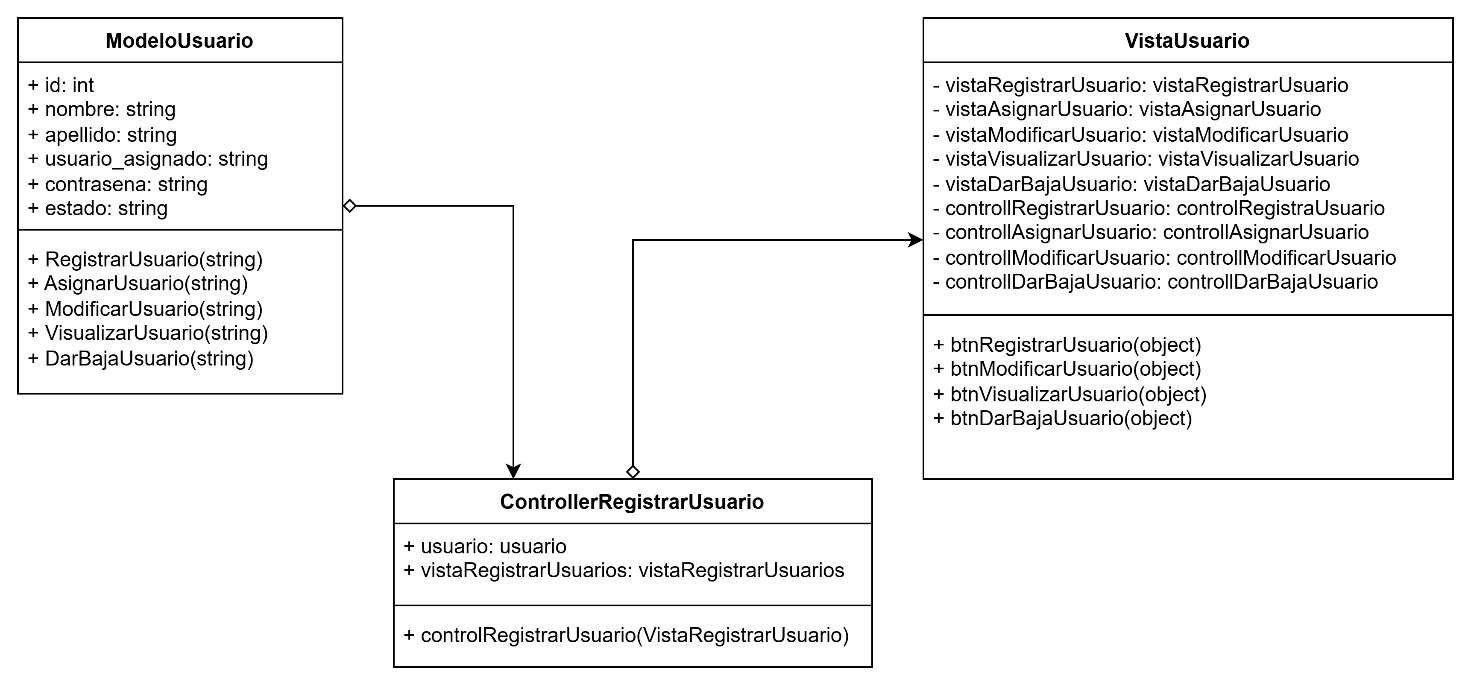 ModeloUsuario
+ id: int
+ nombre: string
+ apellido: string
+ usuario_asignado: string
+ contrasena: string
+ estado: string
+ RegistrarUsuario(string)
+ AsignarUsuario(string)
+ ModificarUsuario(string)
+ VisualizarUsuario(string)
+ DarBajaUsuario(string)
VistaUsuario
- vistaRegistrarUsuario: vistaRegistrarUsuario
- vistaAsignarUsuario: vistaAsignarUsuario
- vistaModificarUsuario: vistaModificarUsuario
- vistaVisualizarUsuario: vistaVisualizarUsuario
- vistaDarBajaUsuario: vistaDarBajaUsuario
- controllRegistrarUsuario: controlRegistraUsuario
- controllAsignarUsuario: controllAsignarUsuario
- controllModificarUsuario: controllModificarUsuario
- controllDarBajaUsuario: controllDarBajaUsuario
+ btnRegistrarUsuario(object)
+ btnModificarUsuario(object)
+ btnVisualizarUsuario(object)
+ btnDarBajaUsuario(object)
ControllerRegistrarUsuario
+ usuario: usuario
+ vistaRegistrarUsuarios: vistaRegistrarUsuarios
+ controlRegistrarUsuario(VistaRegistrarUsuario)